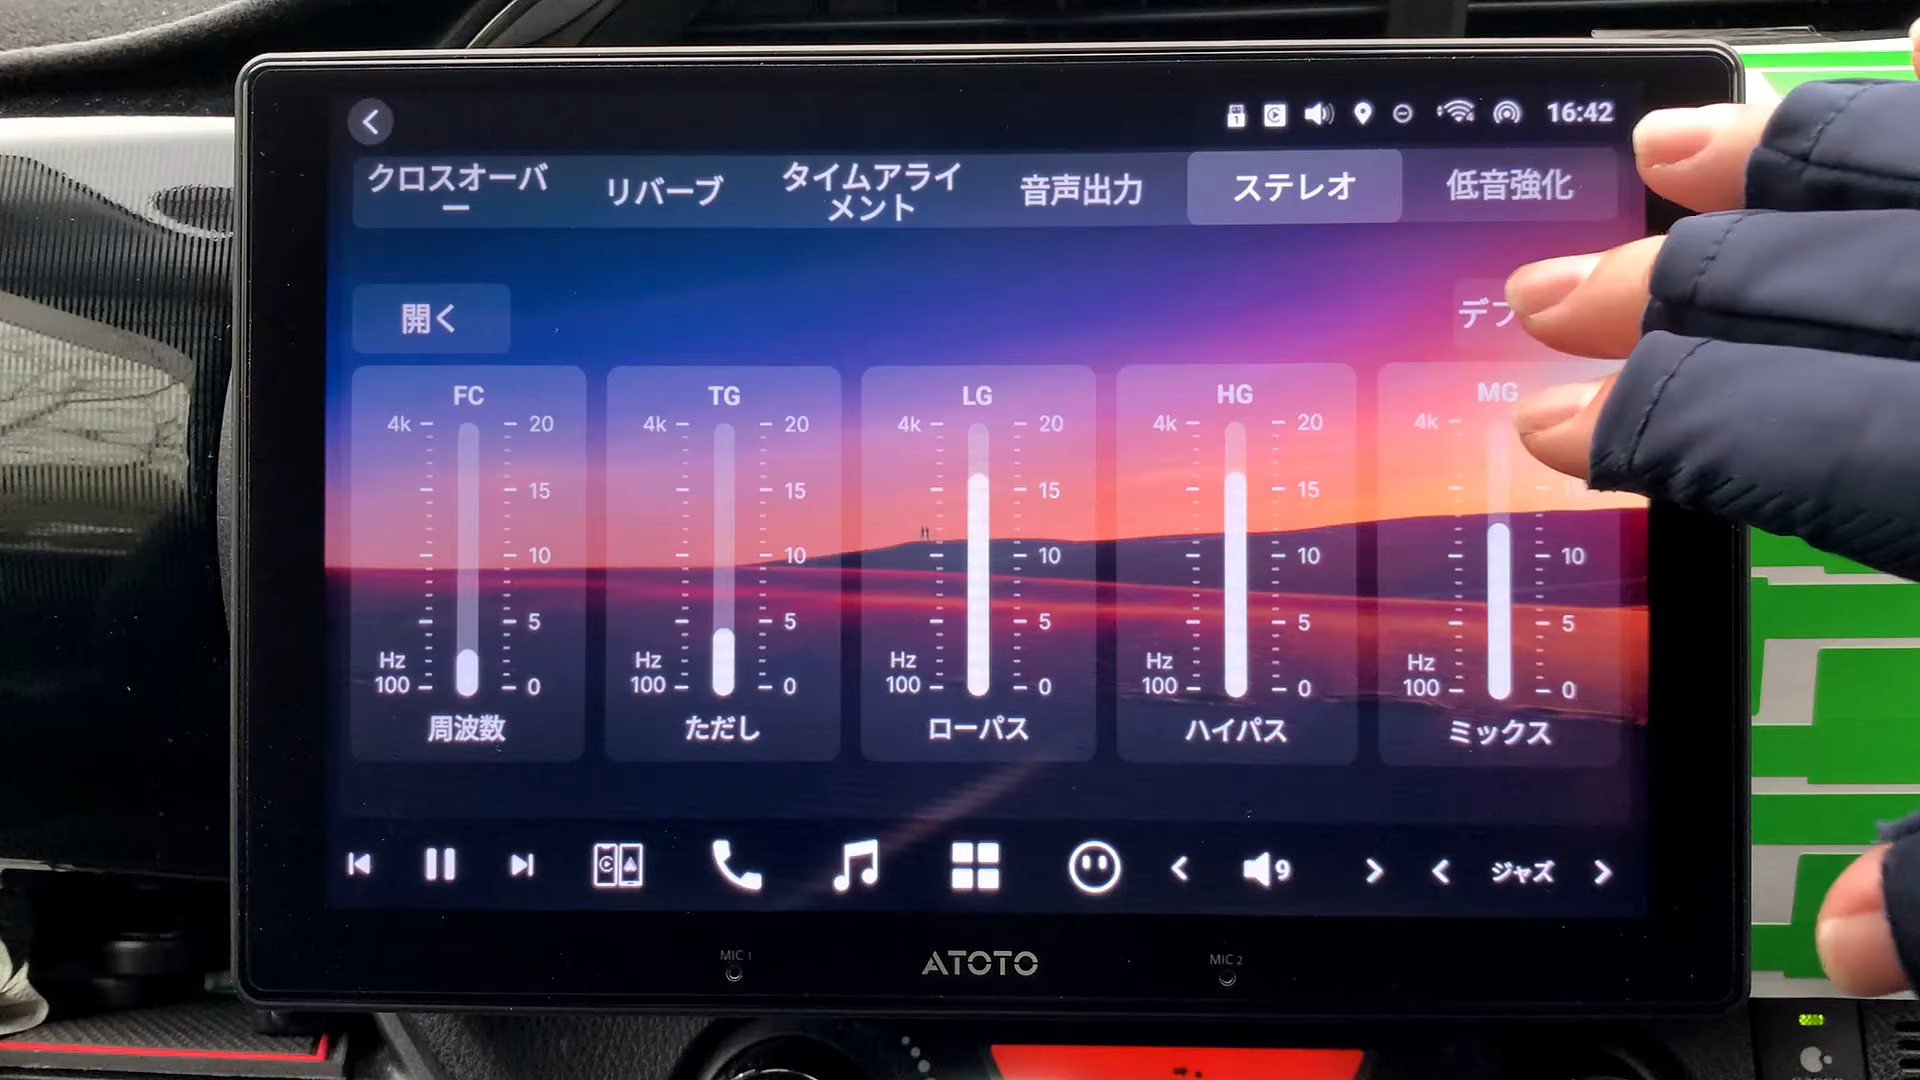 16:42
クロスオーバ
ー
リバーブ
タイムアライ
メント
音声出力
ステレオ
低音強化
開く
デフ
FC
4k
20
15
10
5
0
Hz
100
周波数
TG
4k
20
15
10
5
0
Hz
100
ただし
LG
4k
20
15
10
5
0
Hz
100
ローパス
HG
4k
20
15
10
5
0
Hz
100
ハイパス
MG
4k
10
5
0
Hz
100
ミックス
9
ジャズ
MIC 1
ATOTO
MIC 2